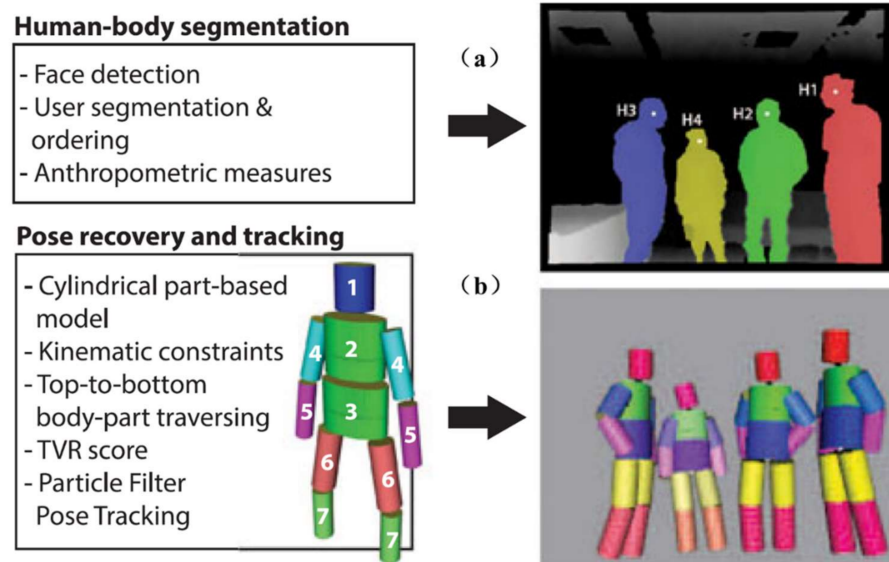 Human-body segmentation
- Face detection
- User segmentation &
ordering
- Anthropometric measures
(a)
H3
H4
H2
H1
Pose recovery and tracking
- Cylindrical part-based
model
- Kinematic constraints
- Top-to-bottom
body-part traversing
- TVR score
- Particle Filter
Pose Tracking
1
2
4
4
3
5
5
6
6
7
7
(b)